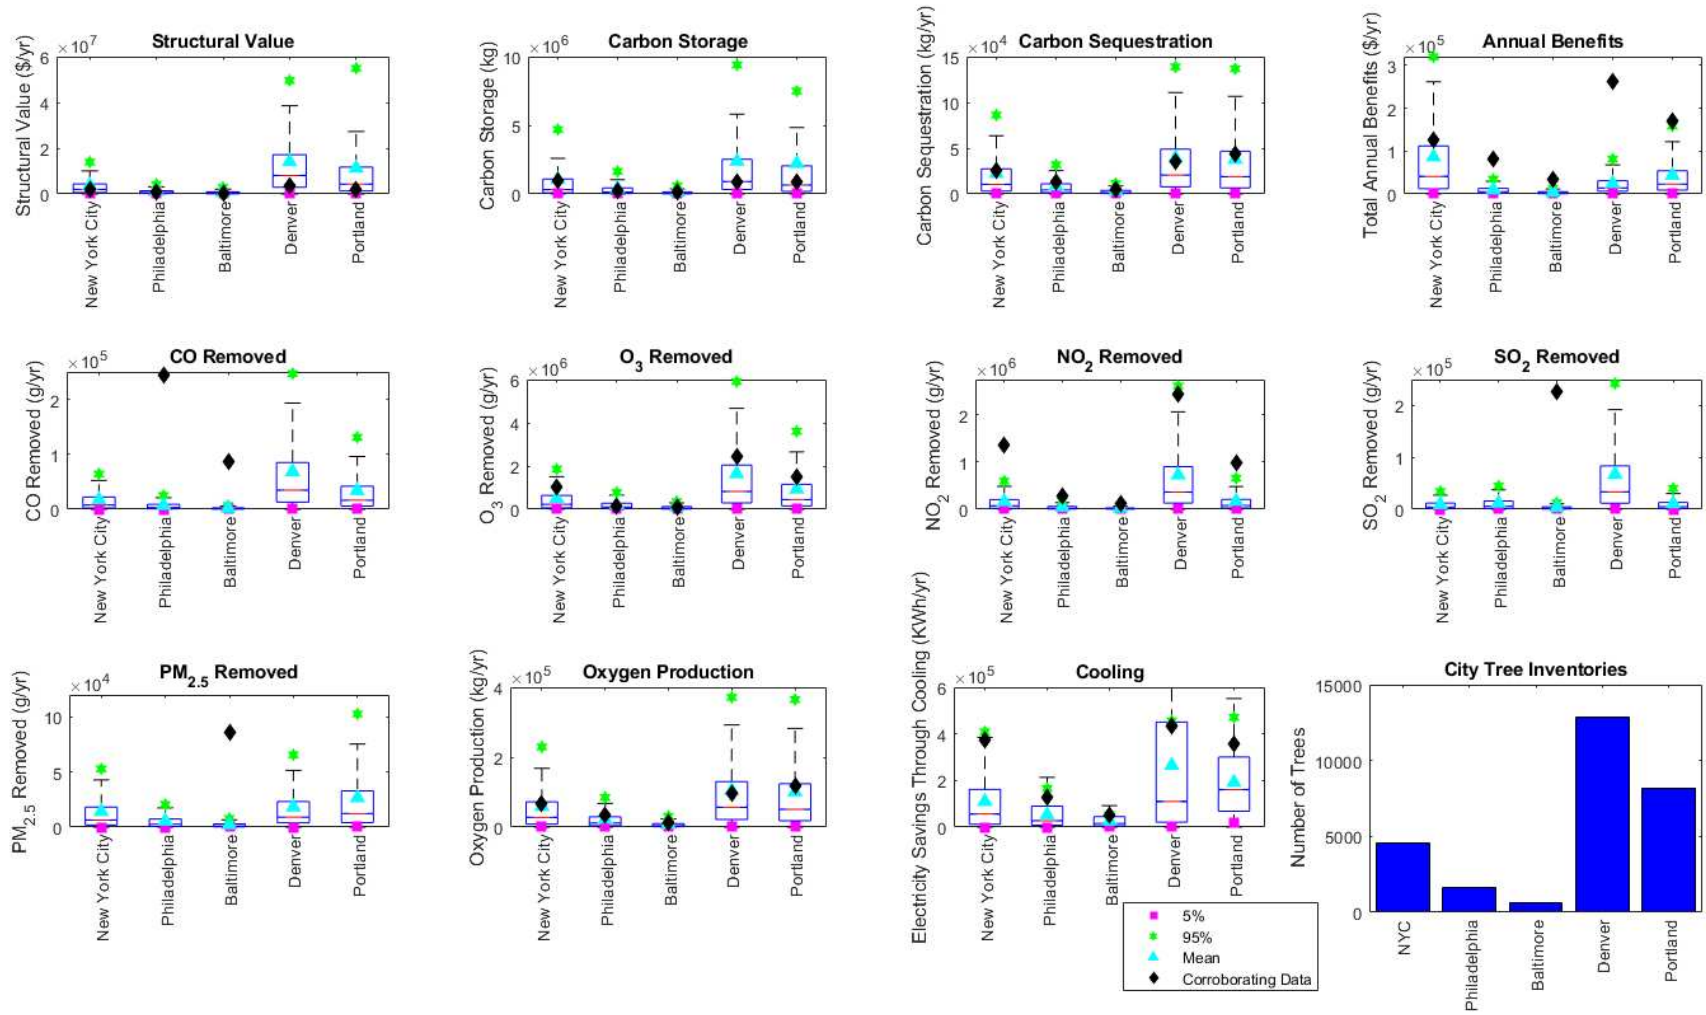 Structural Value
×10^7
Structural Value ($/yr)
6
4
2
0
New York City
Philadelphia
Baltimore
Denver
Portland
Carbon Storage
×10^6
Carbon Storage (kg)
10
5
0
New York City
Philadelphia
Baltimore
Denver
Portland
Carbon Sequestration
×10^4
Carbon Sequestratifon (kg/yr)
15
10
5
0
New York City
Philadelphia
Baltimore
Denver
Portland
Annual Benefits
×10^5
Total Annual Benefits ($/yr)
3
2
1
0
New York City
Philadelphia
Baltimore
Denver
Portland
CO Removed
×10^5
CO Removed (g/yr)
2
1
0
New York City
Philadelphia
Baltimore
Denver
Portland
O3 Removed
×10^6
O3 Removed (g/yr)
6
4
2
0
New York City
Philadelphia
Baltimore
Denver
Portland
NO2 Removed
×10^6
NO2 Removed (g/yr)
2
1
0
New York City
Philadelphia
Baltimore
Denver
Portland
SO2 Removed
×10^5
SO2 Removed (g/yr)
2
1
0
New York City
Philadelphia
Baltimore
Denver
Portland
PM2.5 Removed
×10^4
PM2.5 Removed (g/yr)
10
5
0
New York City
Philadelphia
Baltimore
Denver
Portland
Oxygen Production
×10^5
Oxygen Production (kg/yr)
4
2
0
New York City
Philadelphia
Baltimore
Denver
Portland
Cooling
×10^5
Electricity Savings Through Cooling (KWh/yr)
6
4
2
0
New York City
Philadelphia
Baltimore
Denver
Portland
City Tree Inventories
Number of Trees
15000
10000
5000
0
NYC
Philadelphia
Baltimore
Denver
Portland
5%
95%
Mean
Corroborating Data